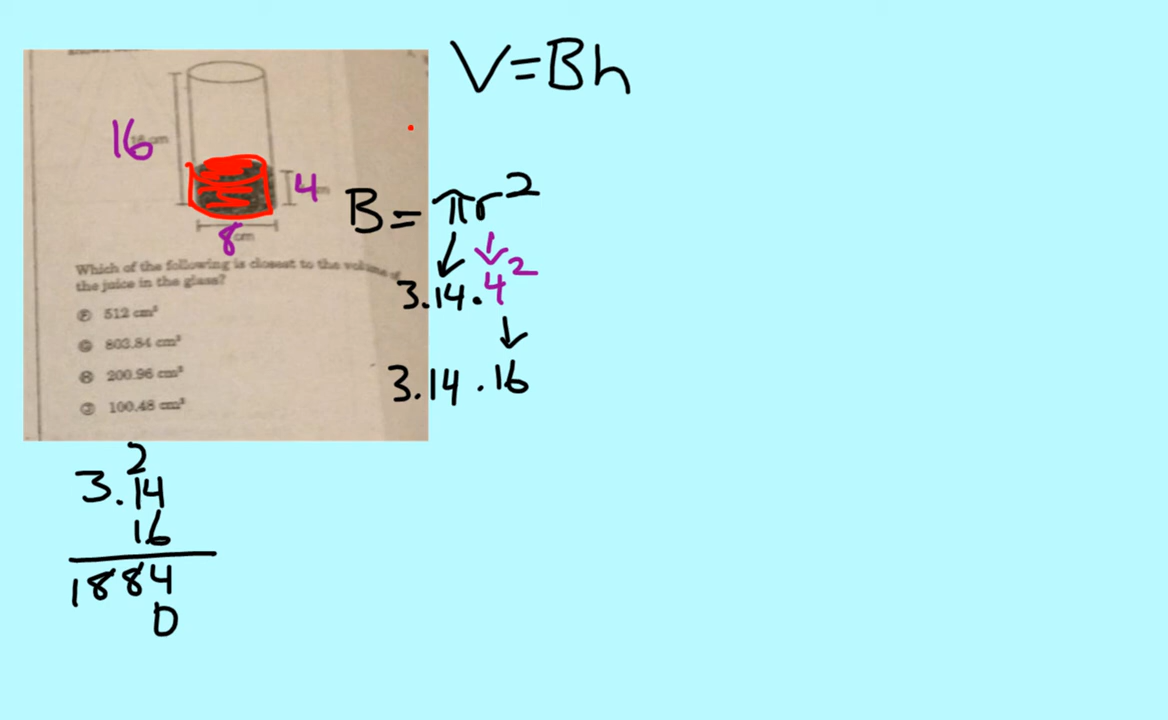 V=Bh
16
4
8 cm
B = πr²
3.14 · 4²
3.14 · 16
Which of the following is closest to the volume of
the juice in the glass?
Ⓕ 512 cm³
Ⓖ 803.84 cm³
Ⓗ 200.96 cm³
Ⓙ 100.48 cm³
2
3.14
16
1884
0